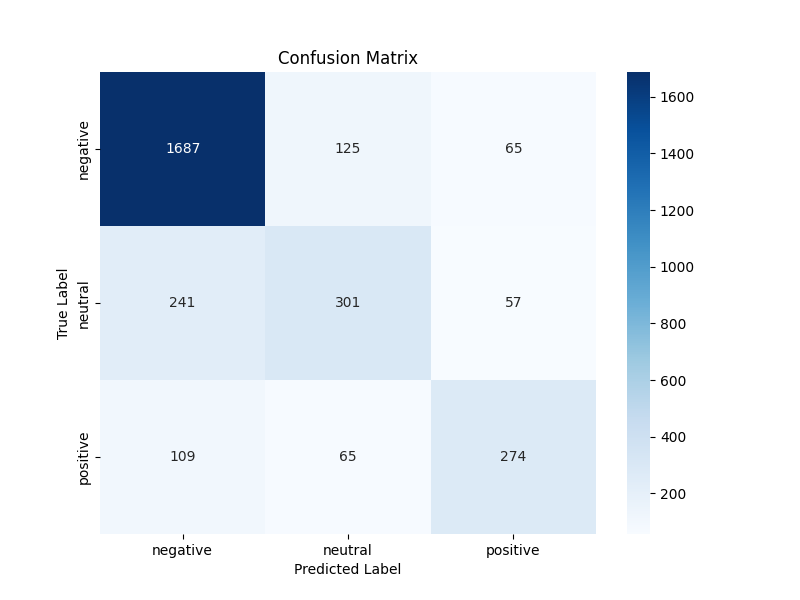 Confusion Matrix
True Label
negative 1687 125 65
neutral 241 301 57
positive 109 65 274
negative neutral positive
Predicted Label
1600
1400
1200
1000
800
600
400
200